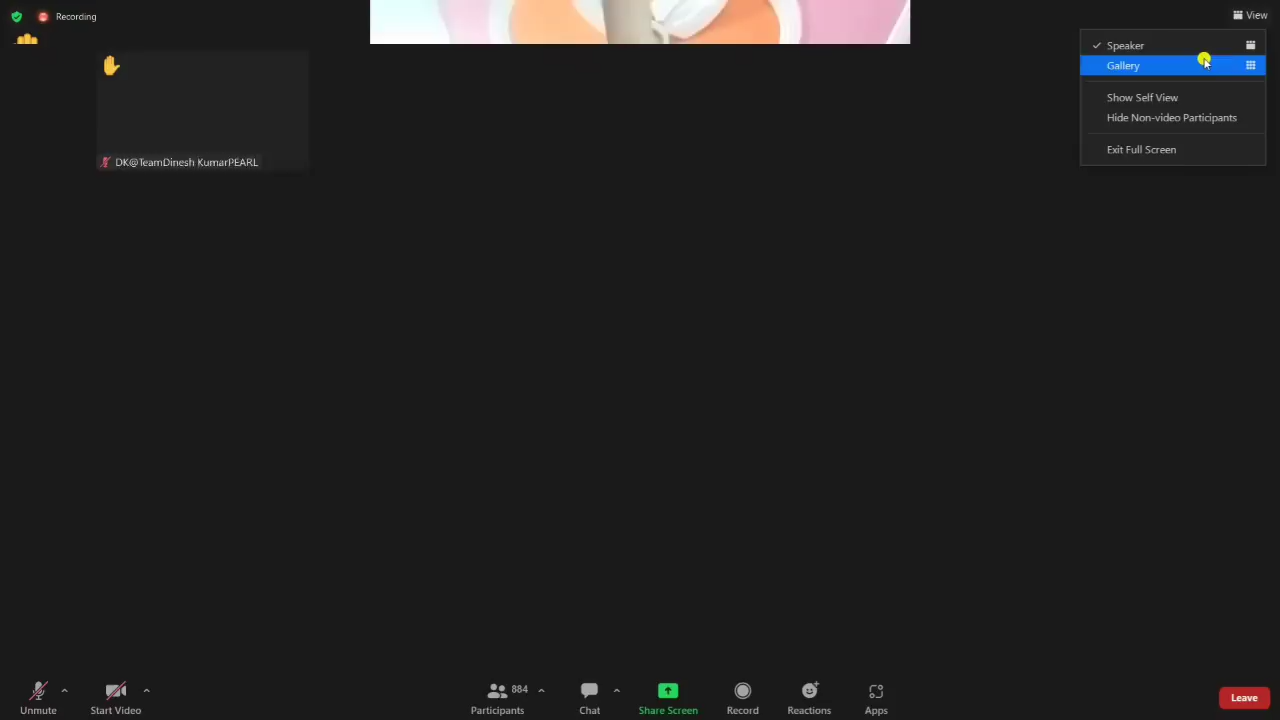 Recording
View
Speaker
Gallery
Show Self View
Hide Non-video Participants
Exit Full Screen
DK@TeamDinesh KumarPEARL
Unmute
Start Video
884
Participants
Chat
Share Screen
Record
Reactions
Apps
Leave